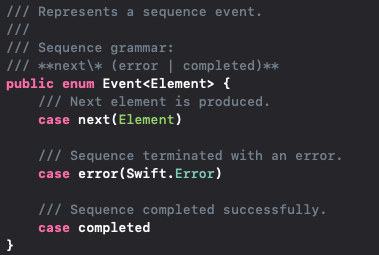 /// Represents a sequence event.
///
/// Sequence grammar:
/// **next\* (error | completed)**
public enum Event<Element> {
    /// Next element is produced.
    case next(Element)

    /// Sequence terminated with an error.
    case error(Swift.Error)

    /// Sequence completed successfully.
    case completed
}